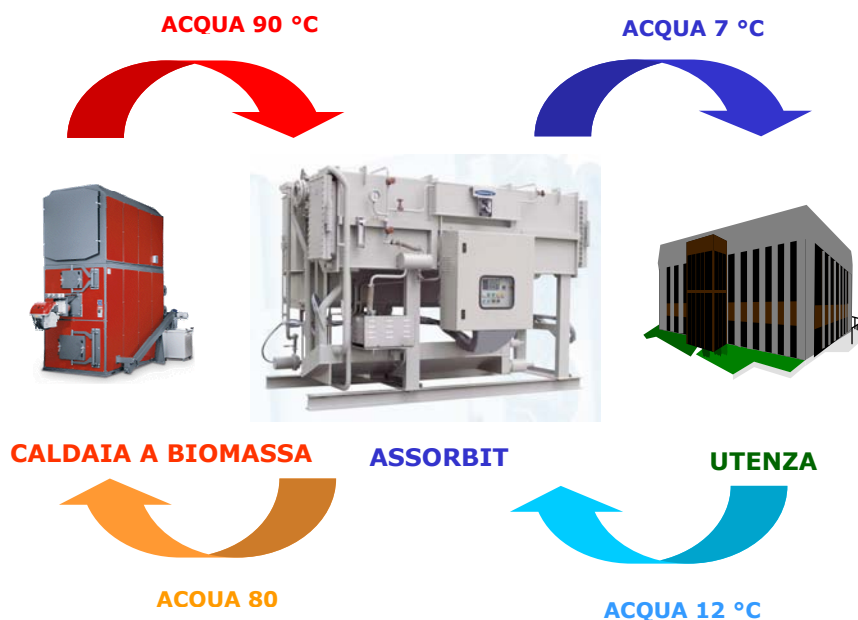 ACQUA 90 °C
ACQUA 7 °C
CALDAIA A BIOMASSA
ASSORBIT
UTENZA
ACQUA 80
ACQUA 12 °C